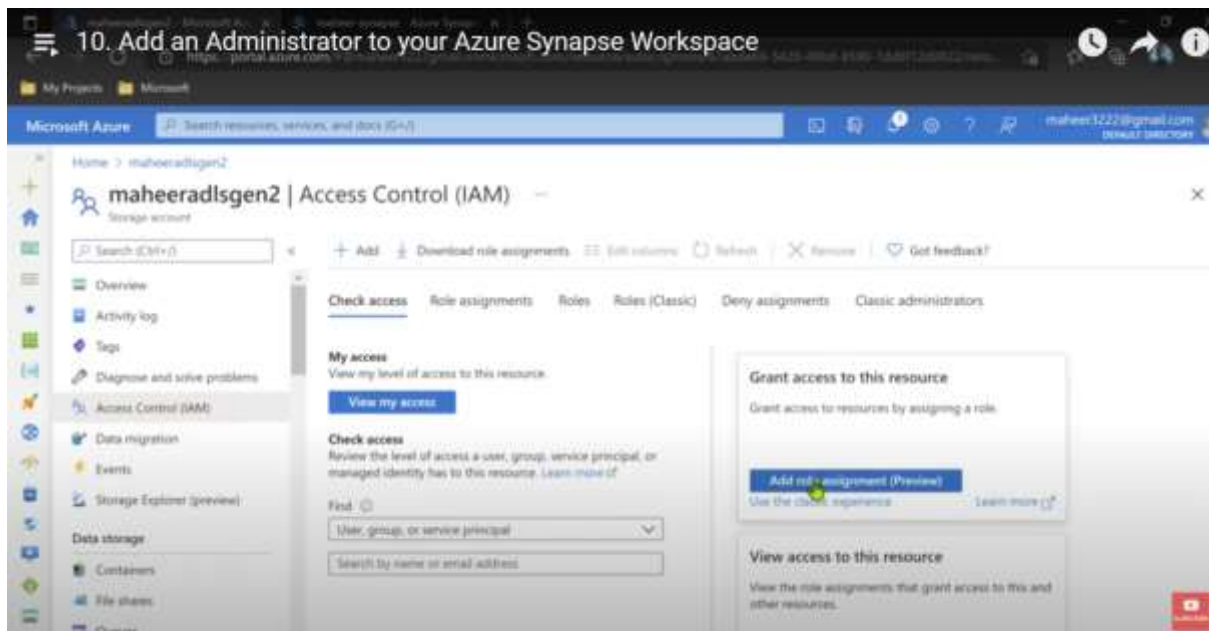 10. Add an Administrator to your Azure Synapse Workspace
My Projects Microsoft
Microsoft Azure Search resources, services, and docs (G+/) maheer3222@gmail.com
DEFAULT DIRECTORY
Home > maheeradlsgen2
maheeradlsgen2 | Access Control (IAM) ...
Storage account
Search (Ctrl+/) « + Add Download role assignments Edit columns Refresh Remove Got feedback?
Overview
Check access Role assignments Roles Roles (Classic) Deny assignments Classic administrators
Activity log
Tags
My access
View my level of access to this resource.
Diagnose and solve problems
Grant access to this resource
Access Control (IAM)
View my access
Grant access to resources by assigning a role.
Data migration
Check access
Review the level of access a user, group, service principal, or
managed identity has to this resource. Learn more
Events
Add role assignment (Preview)
Storage Explorer (preview)
Use the classic experience Learn more
Find
User, group, or service principal
Data storage
Search by name or email address
View access to this resource
Containers
View the role assignments that grant access to this and
other resources.
File shares
Queues
SUBSCRIBE